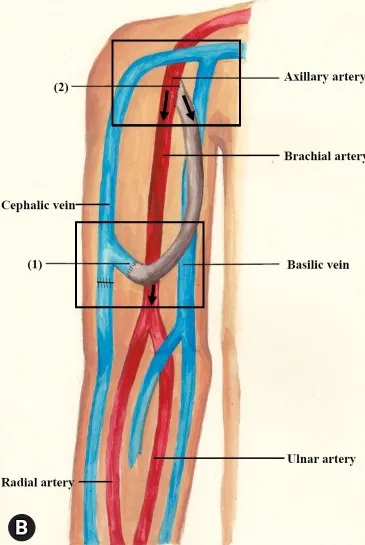 Axillary artery
(2)
Brachial artery
Cephalic vein
(1)
Basilic vein
Ulnar artery
Radial artery
B